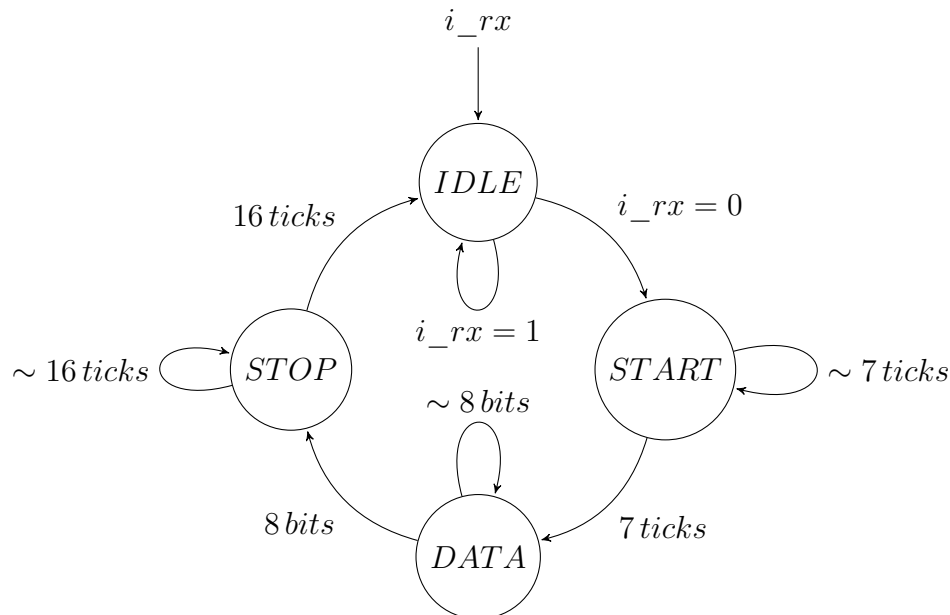 i_rx
IDLE
16 ticks
i_rx = 0
i_rx = 1
∼ 16 ticks
STOP
START
∼ 7 ticks
∼ 8 bits
8 bits
7 ticks
DATA